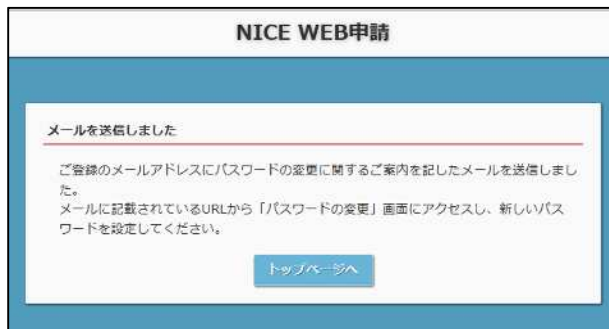 NICE WEB申請
メールを送信しました
ご登録のメールアドレスにパスワードの変更に関するご案内を記したメールを送信しまし
た。
メールに記載されているURLから「パスワードの変更」画面にアクセスし、新しいパス
ワードを設定してください。
トップページへ